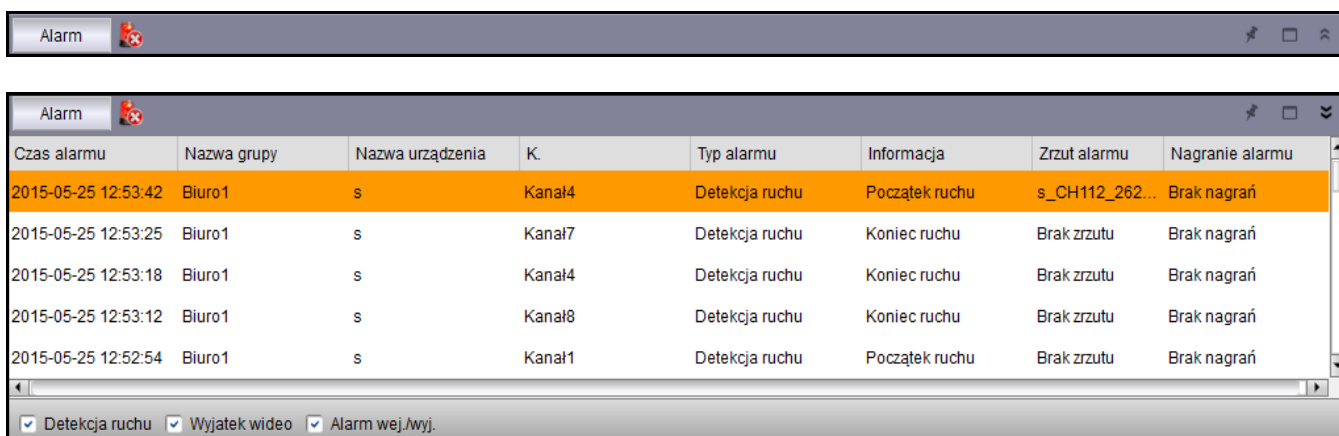 Alarm
Alarm
Czas alarmu Nazwa grupy Nazwa urządzenia K. Typ alarmu Informacja Zrzut alarmu Nagranie alarmu
2015-05-25 12:53:42 Biuro1 s Kanał4 Detekcja ruchu Początek ruchu s_CH112_262... Brak nagrań
2015-05-25 12:53:25 Biuro1 s Kanał7 Detekcja ruchu Koniec ruchu Brak zrzutu Brak nagrań
2015-05-25 12:53:18 Biuro1 s Kanał4 Detekcja ruchu Koniec ruchu Brak zrzutu Brak nagrań
2015-05-25 12:53:12 Biuro1 s Kanał8 Detekcja ruchu Koniec ruchu Brak zrzutu Brak nagrań
2015-05-25 12:52:54 Biuro1 s Kanał1 Detekcja ruchu Początek ruchu Brak zrzutu Brak nagrań
Detekcja ruchu Wyjatek wideo Alarm wej./wyj.